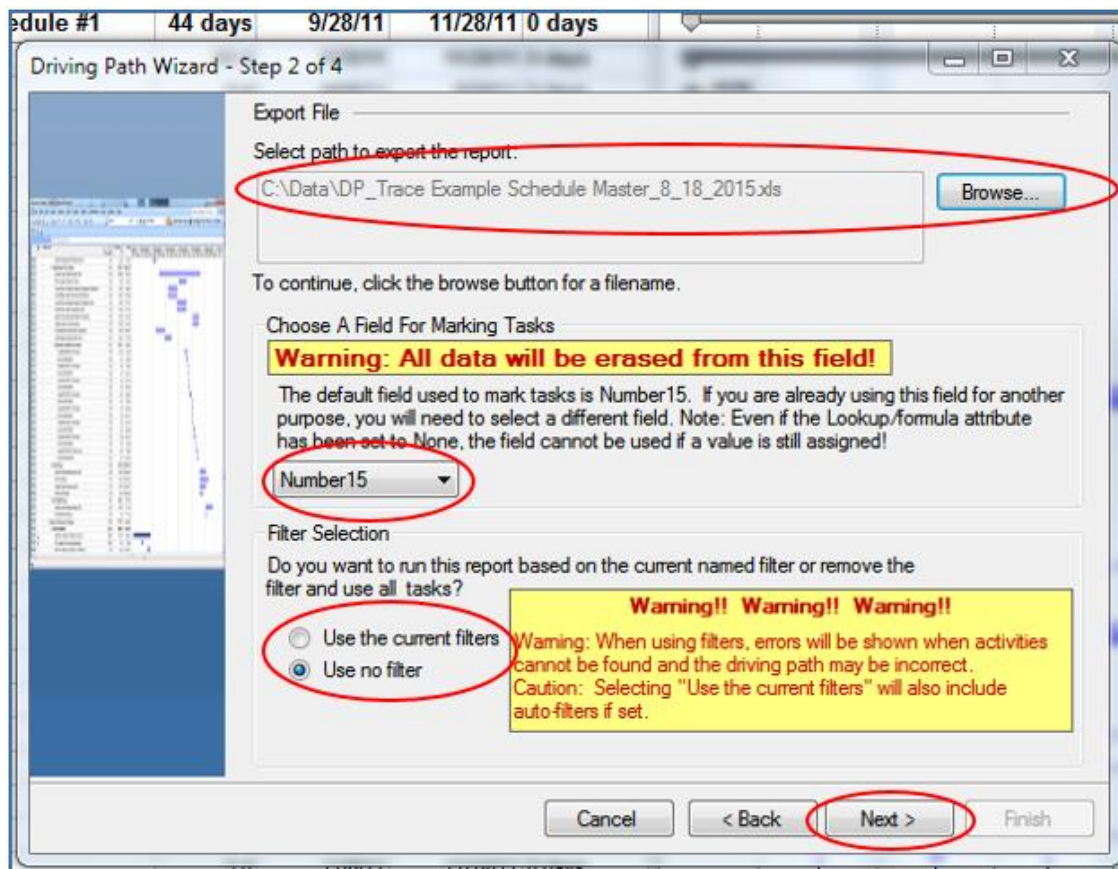 edule #1 44 days 9/28/11 11/28/11 0 days
Driving Path Wizard - Step 2 of 4
Export File
Select path to export the report:
C:\Data\DP_Trace Example Schedule Master_8_18_2015.xls
Browse...
To continue, click the browse button for a filename.
Choose A Field For Marking Tasks
Warning: All data will be erased from this field!
The default field used to mark tasks is Number15. If you are already using this field for another
purpose, you will need to select a different field. Note: Even if the Lookup/formula attribute
has been set to None, the field cannot be used if a value is still assigned!
Number15
Filter Selection
Do you want to run this report based on the current named filter or remove the
filter and use all tasks?
Use the current filters
Use no filter
Warning!! Warning!! Warning!!
Warning: When using filters, errors will be shown when activities
cannot be found and the driving path may be incorrect.
Caution: Selecting "Use the current filters" will also include
auto-filters if set.
Cancel
< Back
Next >
Finish